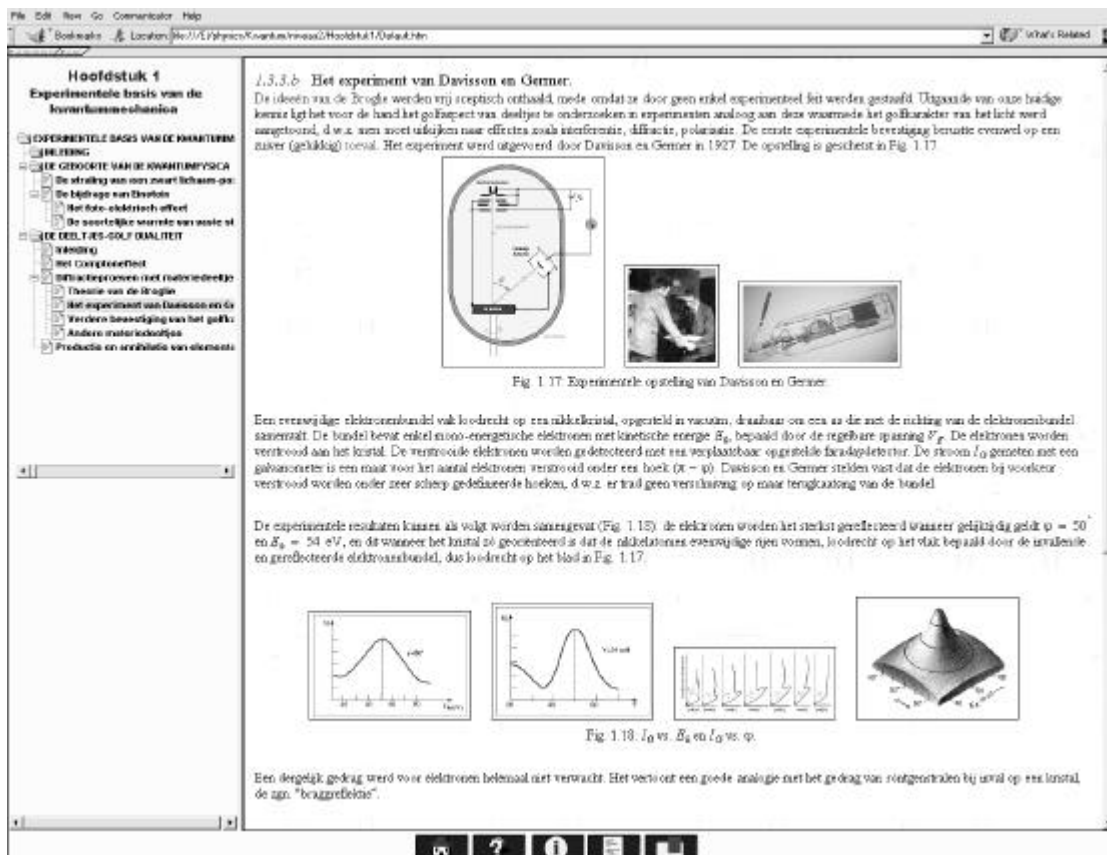 File Edit View Go Communicator Help
Bookmarks Location: file:///E|/physics/Kwantum/niveau2/Hoofdstuk1/Default.htm What's Related
Hoofdstuk 1
Experimentele basis van de
kwantummechanica
EXPERIMENTELE BASIS VAN DE KWANTUMM
INLEIDING
DE GEBOORTE VAN DE KWANTUMFYSICA
De straling van een zwart lichaam-
De bijdrage van Einstein
Het foto-elektrisch effect
De soortelijke warmte van vaste st
DE DEELTJES-GOLF DUALITEIT
Inleiding
Het Comptoneffect
Diffractieproeven met materiedeeltje
Theorie van de Broglie
Het experiment van Davisson en Ge
Verdere bevestiging van het golfk
Andere materiedeeltjes
Productie en annihilatie van elementa
1.3.3.b Het experiment van Davisson en Germer.
De ideeën van de Broglie werden vrij sceptisch onthaald, mede omdat ze door geen enkel experimenteel feit werden gestaafd. Uitgaande van onze huidige
kennis ligt het voor de hand het golfaspect van deeltjes te onderzoeken in experimenten analoog aan deze waarmede het golfkarakter van het licht werd
aangetoond, d.w.z. men moet uitkijken naar effecten zoals interferentie, diffractie, polarisatie. De eerste experimentele bevestiging berustte evenwel op een
zuiver (gelukkig) toeval. Het experiment werd uitgevoerd door Davisson en Germer in 1927. De opstelling is geschetst in Fig. 1.17.
Fig. 1.17: Experimentele opstelling van Davisson en Germer.
Een evenwijdige elektronenbundel valt loodrecht op een nikkelkristal, opgesteld in vacuüm, draaibaar om een as die met de richting van de elektronenbundel
samenvalt. De bundel bevat enkel mono-energetische elektronen met kinetische energie E₀, bepaald door de regelbare spanning V. De elektronen worden
verstrooid aan het kristal. De verstrooide elektronen worden gedetecteerd met een verplaatsbaar opgestelde faradaydetector. De stroom I_G gemeten met een
galvanometer is een maat voor het aantal elektronen verstrooid onder een hoek (π − φ). Davisson en Germer stelden vast dat de elektronen bij voorkeur
verstrooid worden onder zeer scherp gedefinieerde hoeken, d.w.z. er trad geen verstrooiing op maar terugkaatsing van de bundel.
De experimentele resultaten kunnen als volgt worden samengevat (Fig. 1.18): de elektronen worden het sterkst gereflecteerd wanneer gelijktijdig geldt φ = 50°
en E₀ = 54 eV, en dit wanneer het kristal zó georiënteerd is dat de nikkelatomen evenwijdige rijen vormen, loodrecht op het vlak bepaald door de invallende
en gereflecteerde elektronenbundel, dus loodrecht op het blad in Fig. 1.17.
Fig. 1.18: I_G vs. E₀ en I_G vs. φ.
Een dergelijk gedrag werd voor elektronen helemaal niet verwacht. Het vertoont een goede analogie met het gedrag van röntgenstralen bij inval op een kristal,
de zgn. "braggreflektie".